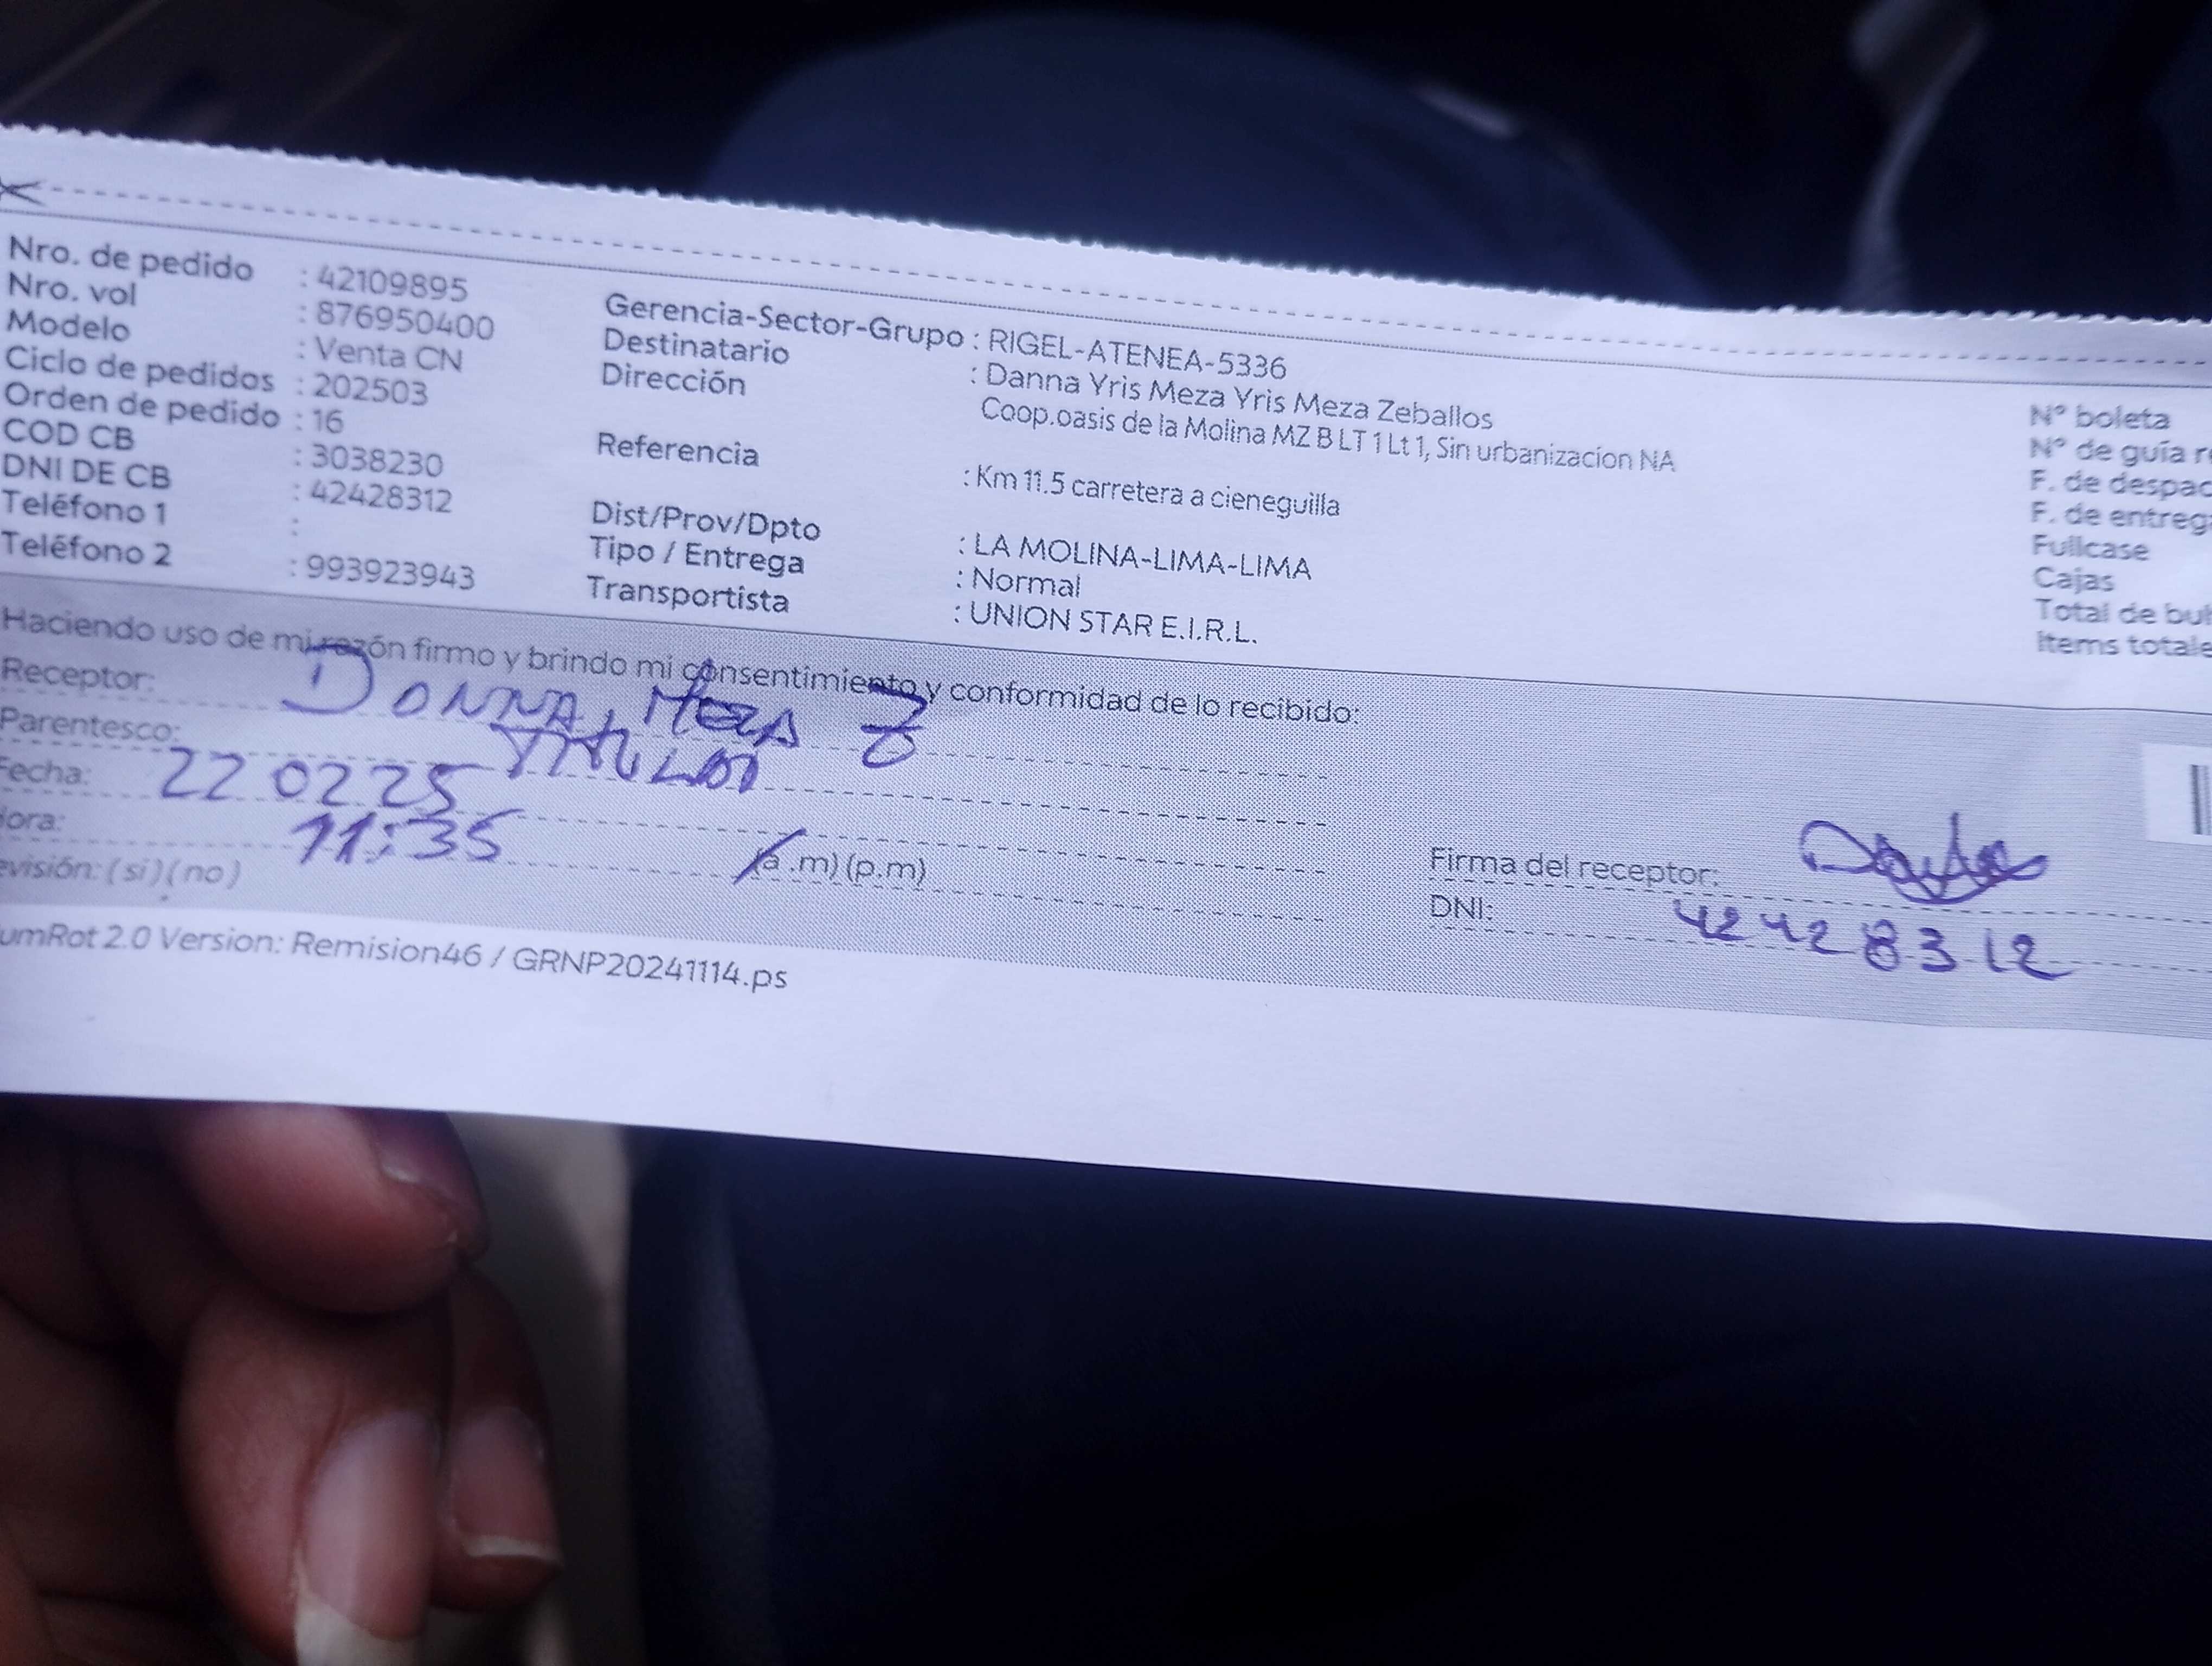 Nro. de pedido : 42109895
Nro. vol : 876950400
Modelo : Venta CN
Ciclo de pedidos : 202503
Orden de pedido : 16
COD CB : 3038230
DNI DE CB : 42428312
Teléfono 1 :
Teléfono 2 : 993923943
Gerencia-Sector-Grupo : RIGEL-ATENEA-5336
Destinatario : Danna Yris Meza Yris Meza Zeballos
Dirección Coop.oasis de la Molina MZ B LT 1 Lt 1, Sin urbanizacion NA
Referencia : Km 11.5 carretera a cieneguilla
Dist/Prov/Dpto : LA MOLINA-LIMA-LIMA
Tipo / Entrega : Normal
Transportista : UNION STAR E.I.R.L.
N° boleta
N° de guía r
F. de despac
F. de entreg
Fullcase
Cajas
Total de bul
Items totale
Haciendo uso de mi razón firmo y brindo mi consentimiento y conformidad de lo recibido:
Receptor: DONNA MEZA Z
Parentesco:
Fecha: 22 02 25
ora: 11:35 (a.m) (p.m)
evisión: (si) (no)
Firma del receptor:
DNI: 42428312
umRot 2.0 Version: Remision46 / GRNP20241114.ps